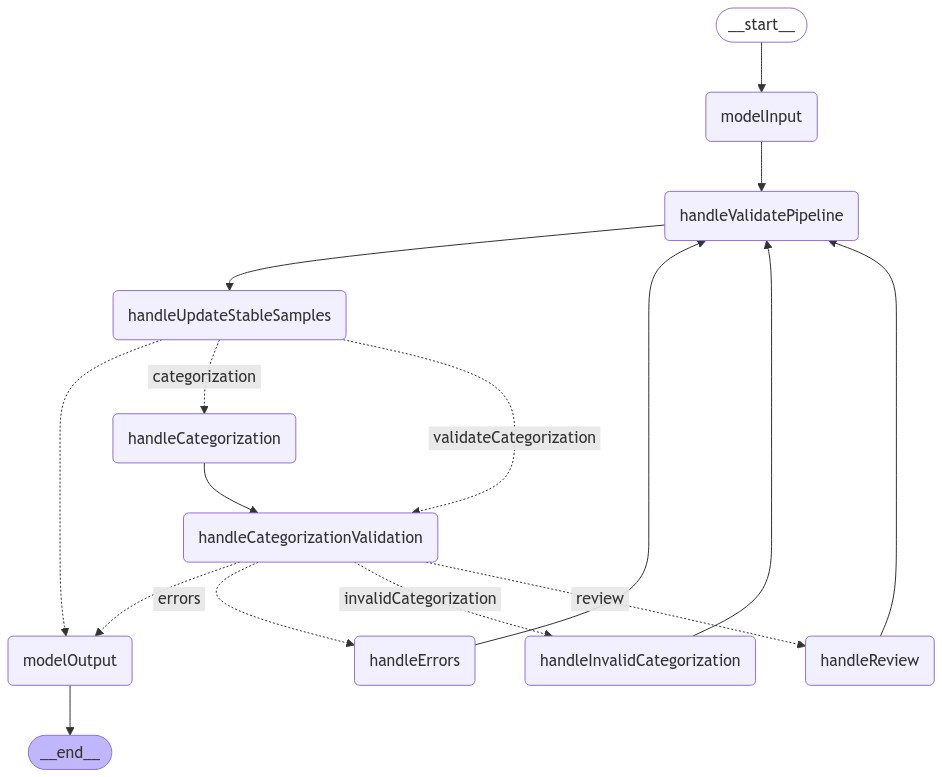 __start__
modelInput
handleValidatePipeline
handleUpdateStableSamples
categorization
handleCategorization
validateCategorization
handleCategorizationValidation
errors
invalidCategorization
review
modelOutput
handleErrors
handleInvalidCategorization
handleReview
__end__